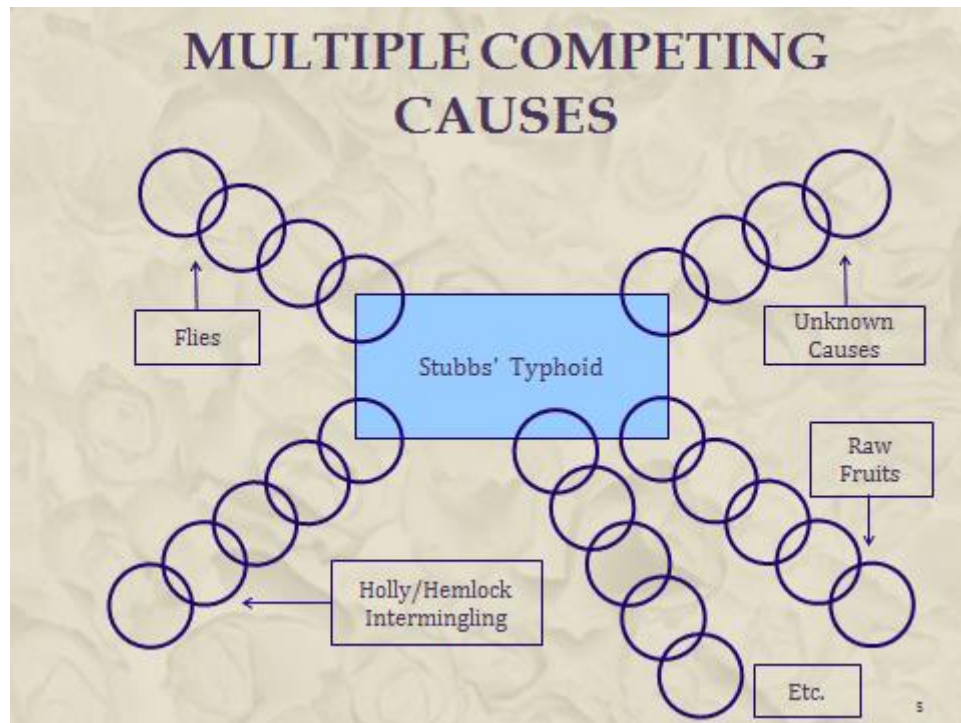 MULTIPLE COMPETING
CAUSES
Flies
Unknown
Causes
Stubbs' Typhoid
Raw
Fruits
Holly/Hemlock
Intermingling
Etc.
5